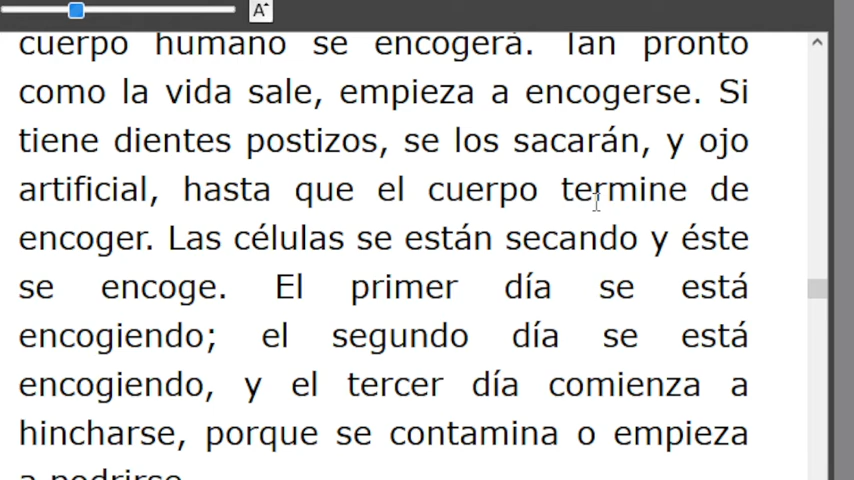 A
cuerpo humano se encogerá. Tan pronto
como la vida sale, empieza a encogerse. Si
tiene dientes postizos, se los sacarán, y ojo
artificial, hasta que el cuerpo termine de
encoger. Las células se están secando y éste
se encoge. El primer día se está
encogiendo; el segundo día se está
encogiendo, y el tercer día comienza a
hincharse, porque se contamina o empieza
a podrirse